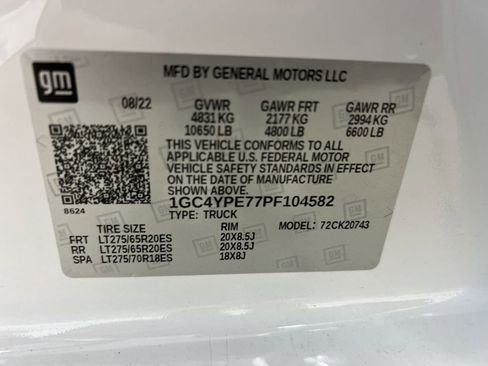 gm
MFD BY GENERAL MOTORS LLC
08/22 GVWR GAWR FRT GAWR RR
4831 KG 2177 KG 2994 KG
10650 LB 4800 LB 6600 LB
THIS VEHICLE CONFORMS TO ALL
APPLICABLE U.S. FEDERAL MOTOR
VEHICLE SAFETY STANDARDS IN EFFECT
ON THE DATE OF MANUFACTURE
SHOWN ABOVE.
1GC4YPE77PF104582
8624
TYPE: TRUCK
MODEL: 72CK20743
TIRE SIZE RIM
FRT LT275/65R20ES 20X8.5J
RR LT275/65R20ES 20X8.5J
SPA LT275/70R18ES 18X8J